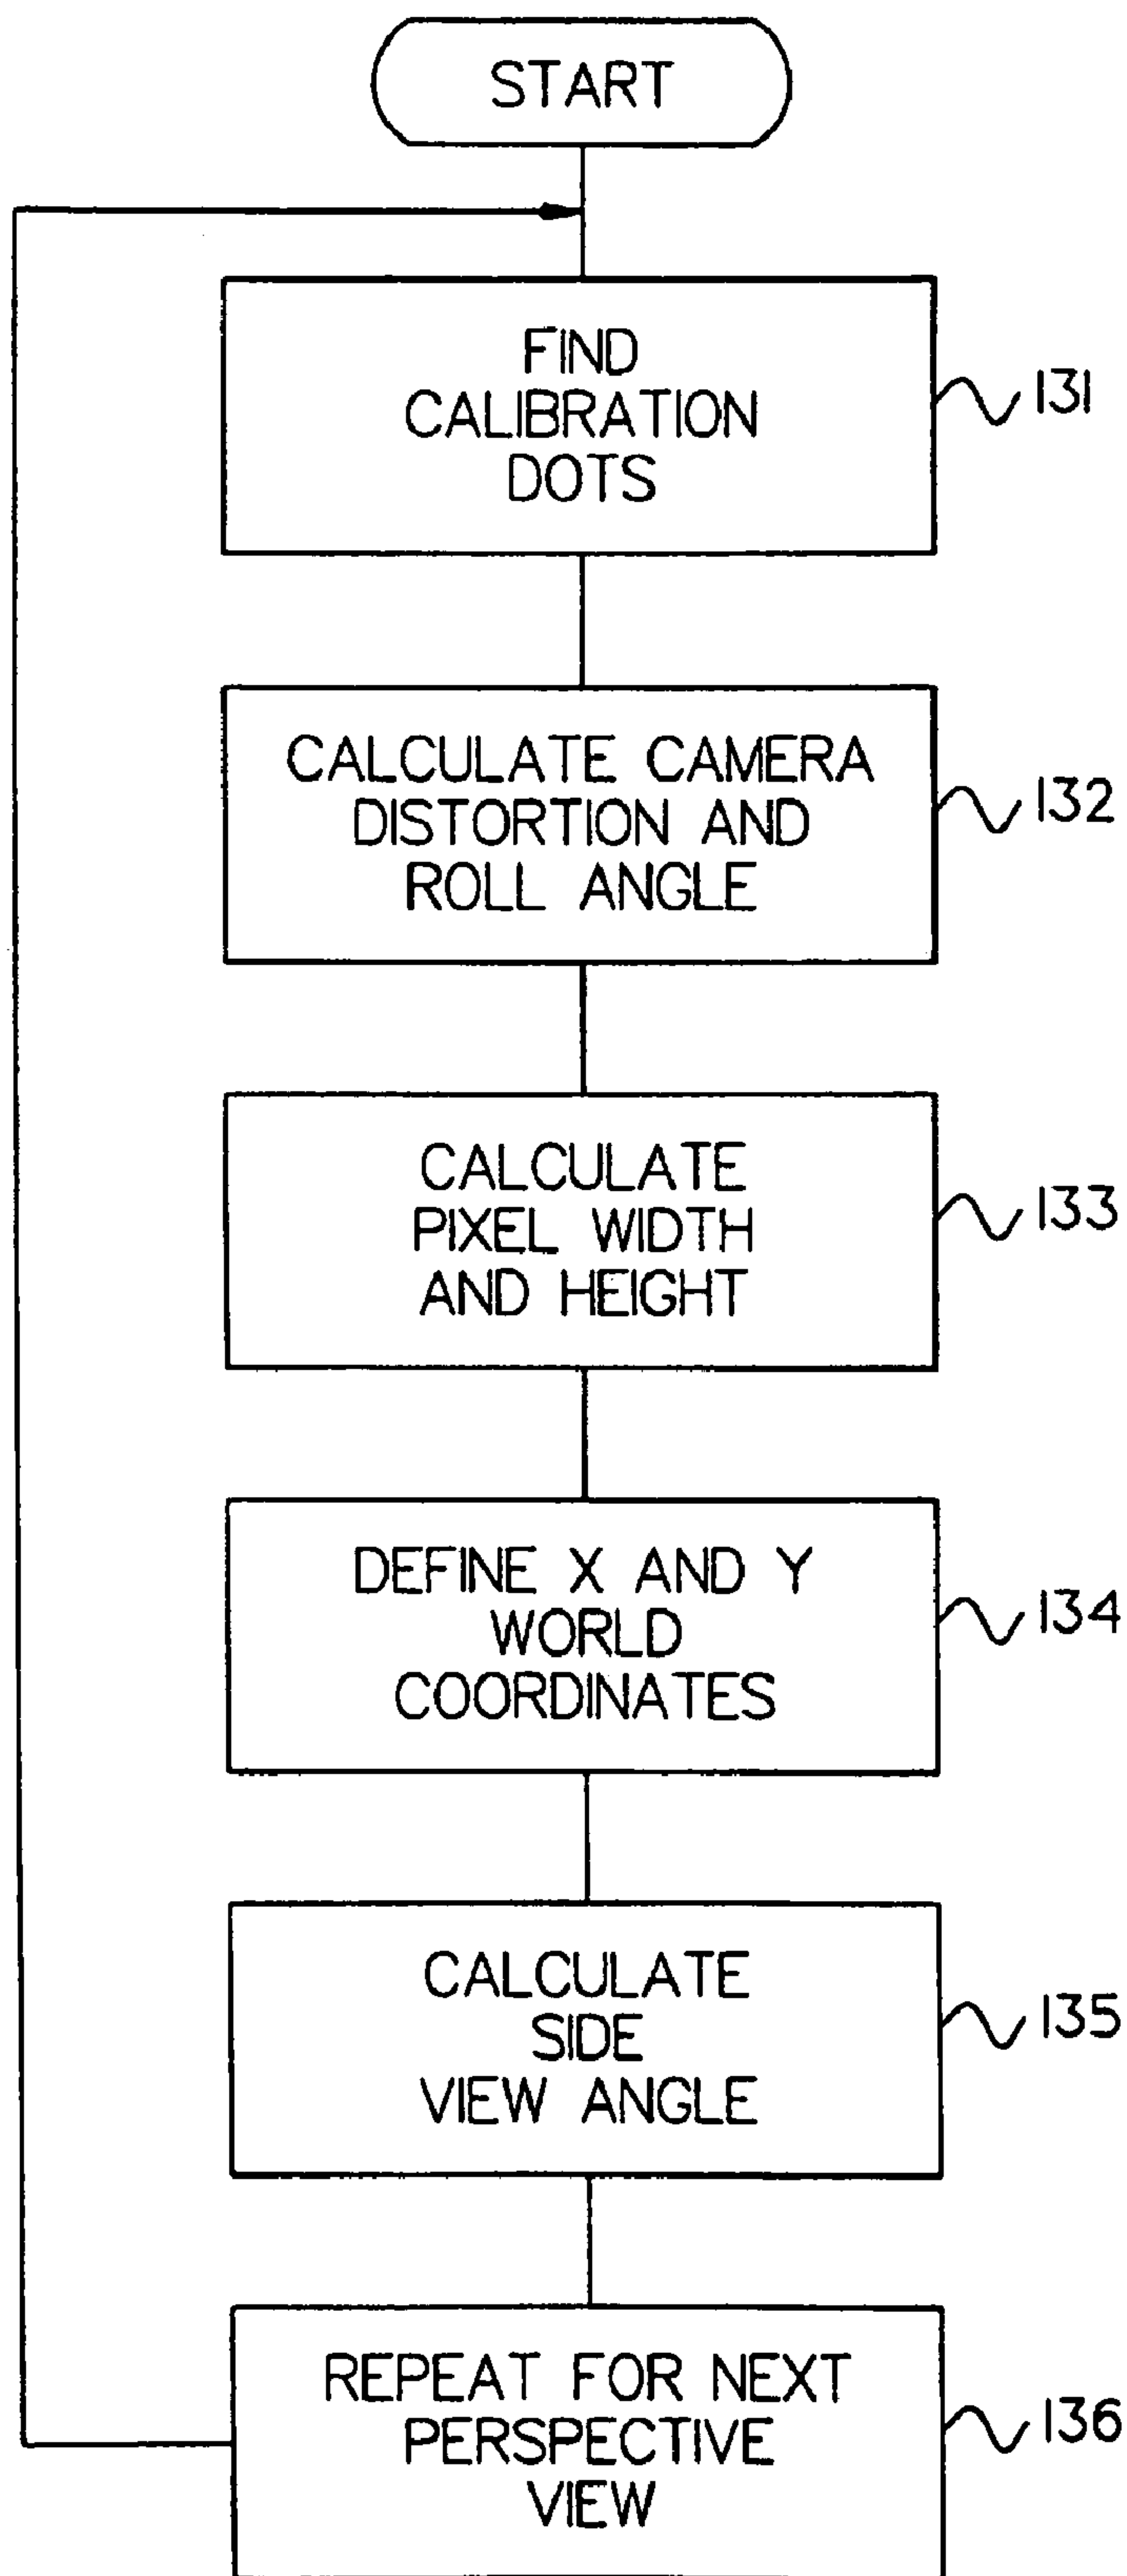 START
FIND
CALIBRATION
DOTS
131
CALCULATE CAMERA
DISTORTION AND
ROLL ANGLE
132
CALCULATE
PIXEL WIDTH
AND HEIGHT
133
DEFINE X AND Y
WORLD
COORDINATES
134
CALCULATE
SIDE
VIEW ANGLE
135
REPEAT FOR NEXT
PERSPECTIVE
VIEW
136